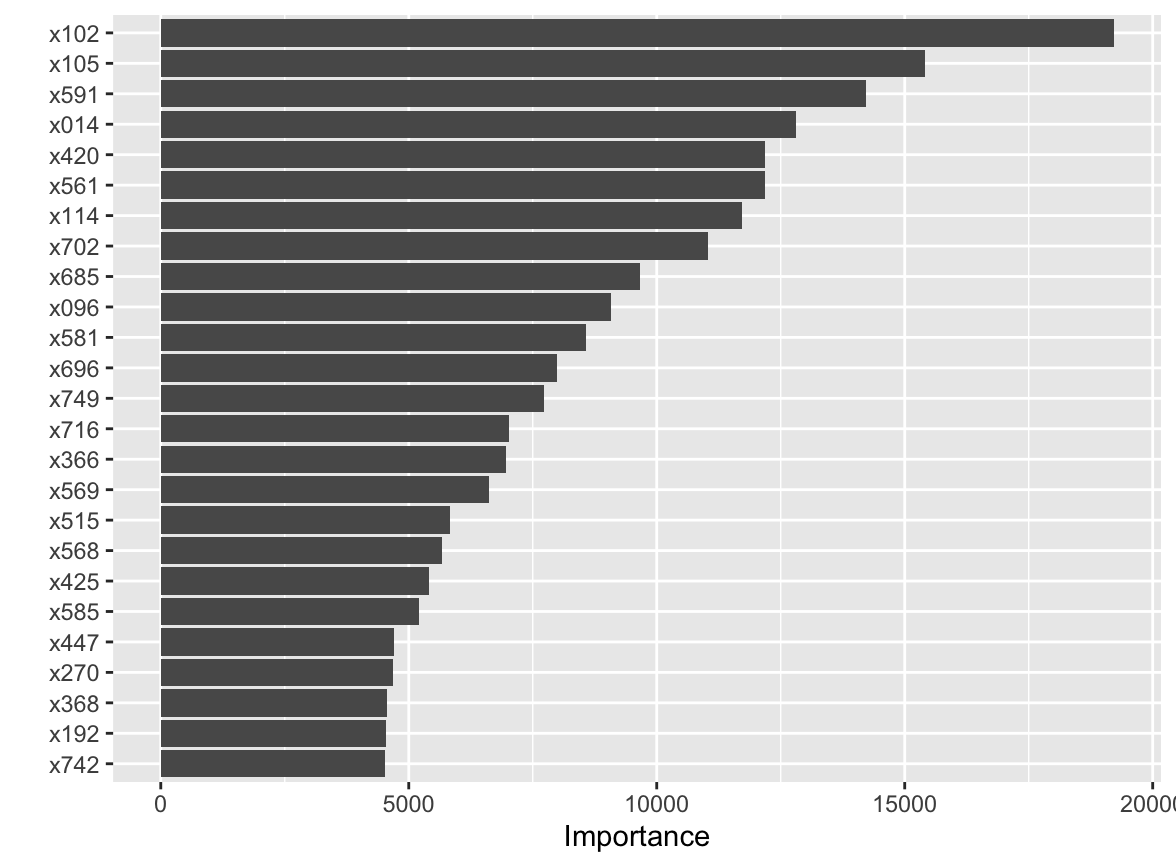 x102
x105
x591
x014
x420
x561
x114
x702
x685
x096
x581
x696
x749
x716
x366
x569
x515
x568
x425
x585
x447
x270
x368
x192
x742
0 5000 10000 15000 20000
Importance